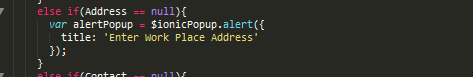 else if(Address == null){
var alertPopup = $ionicPopup.alert({
title: 'Enter Work Place Address'
});
}
else if(Contact == null){